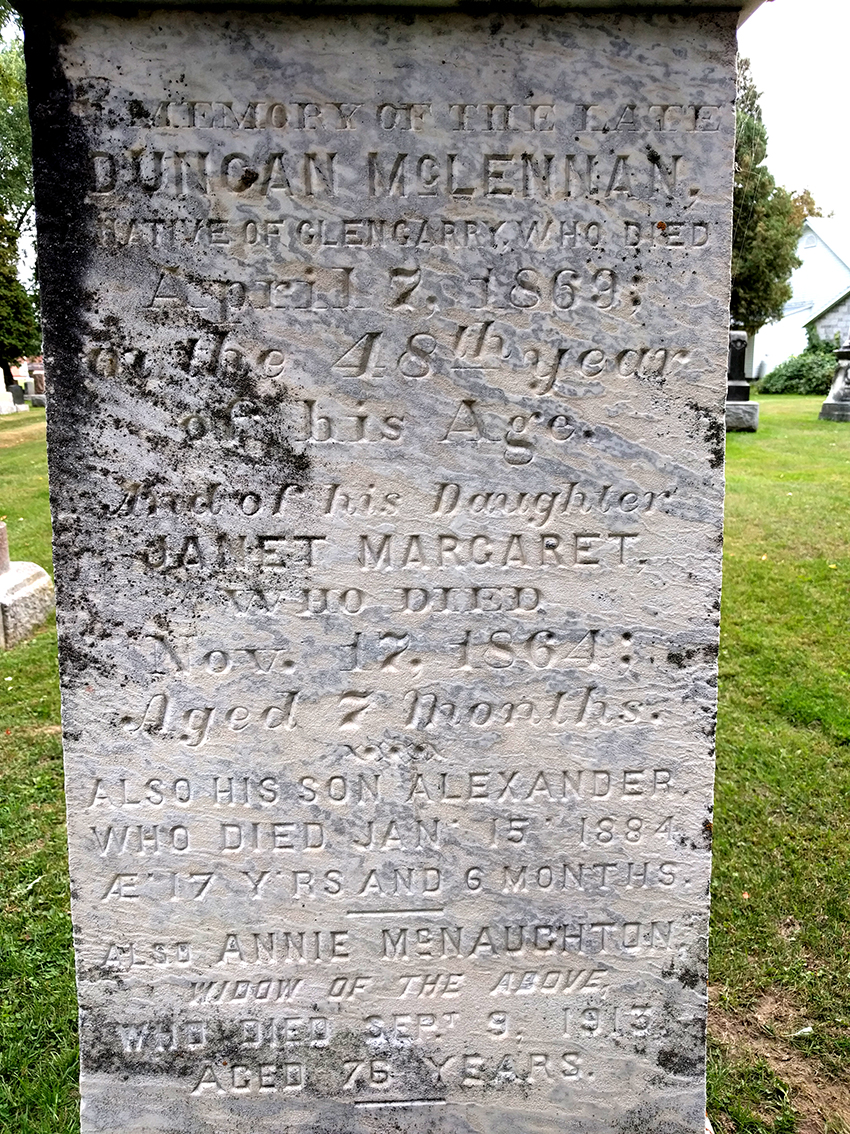 MEMORY OF THE LATE
DUNCAN McLENNAN,
NATIVE OF GLENGARRY, WHO DIED
April 7, 1869;
in the 48th year
of his Age.
And of his Daughter
JANET MARGARET,
WHO DIED
Nov. 17, 1864;
Aged 7 Months.
ALSO HIS SON ALEXANDER.
WHO DIED JAN. 15. 1884
Æ. 17 Y'RS AND 6 MONTHS.
ALSO ANNIE McNAUGHTON,
WIDOW OF THE ABOVE,
WHO DIED SEPT. 9, 1913,
AGED 76 YEARS.